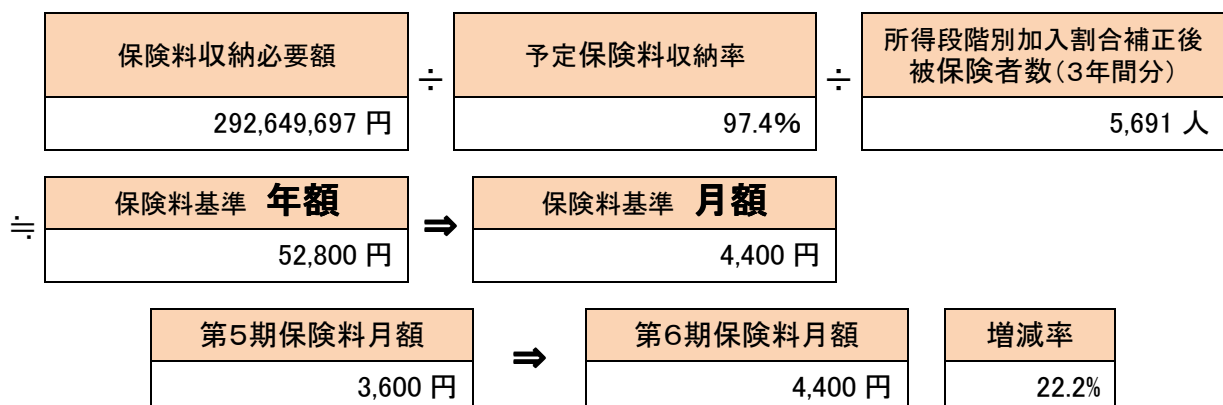 保険料収納必要額
292,649,697 円
÷
予定保険料収納率
97.4%
÷
所得段階別加入割合補正後
被保険者数(3年間分)
5,691 人
≒
保険料基準 年額
52,800 円
⇒
保険料基準 月額
4,400 円
第5期保険料月額
3,600 円
⇒
第6期保険料月額
4,400 円
増減率
22.2%